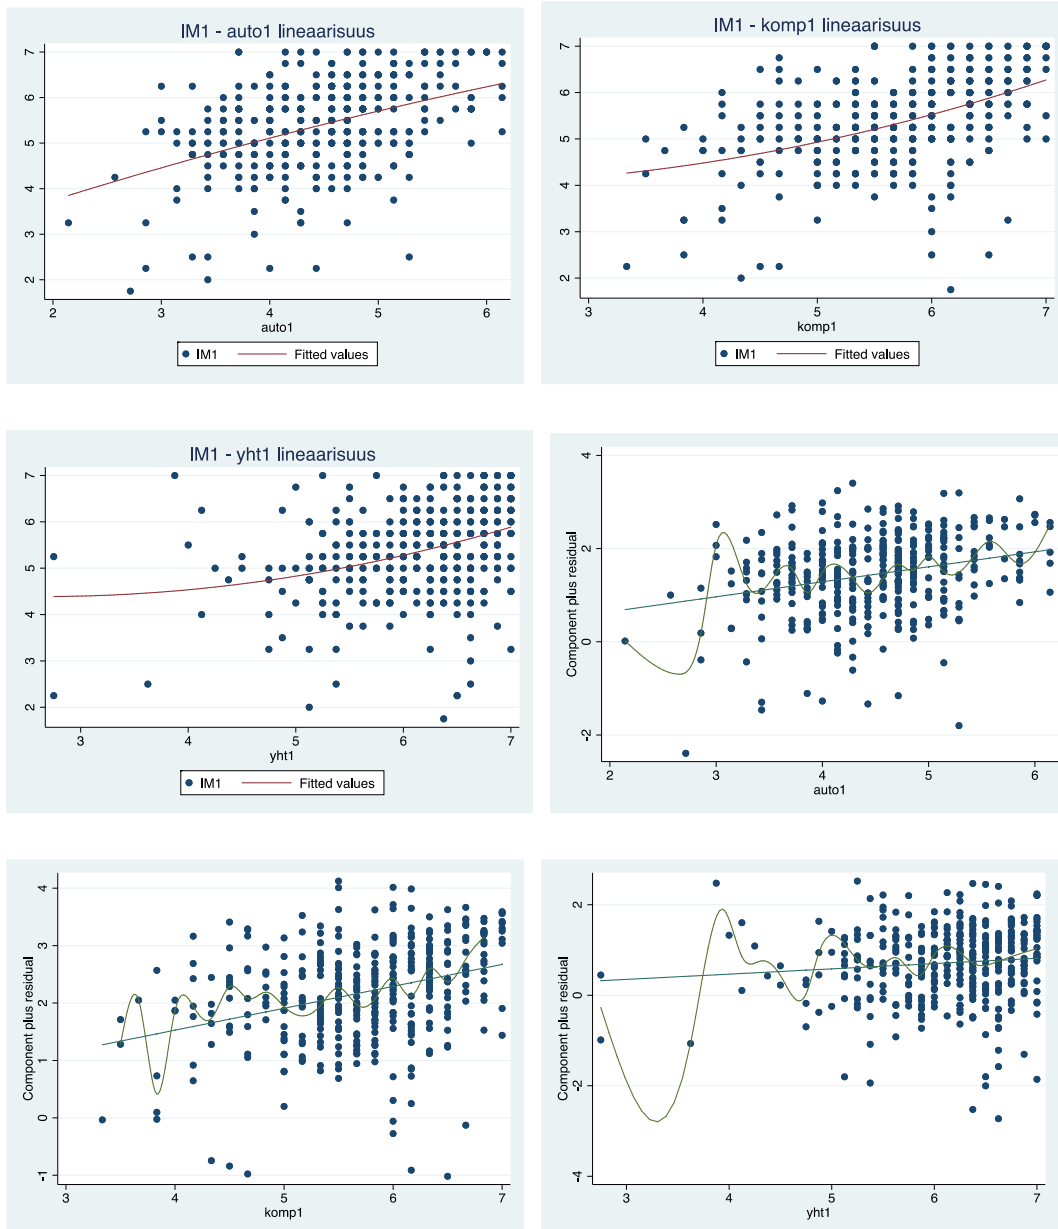 IM1 - auto1 lineaarisuus
7
6
5
4
3
2
2 3 4 5 6
auto1
IM1 Fitted values
IM1 - komp1 lineaarisuus
7
6
5
4
3
2
3 4 5 6 7
komp1
IM1 Fitted values
IM1 - yht1 lineaarisuus
7
6
5
4
3
2
3 4 5 6 7
yht1
IM1 Fitted values
Component plus residual
4
2
0
-2
2 3 4 5 6
auto1
Component plus residual
4
3
2
1
0
-1
3 4 5 6 7
komp1
Component plus residual
2
0
-2
-4
3 4 5 6 7
yht1